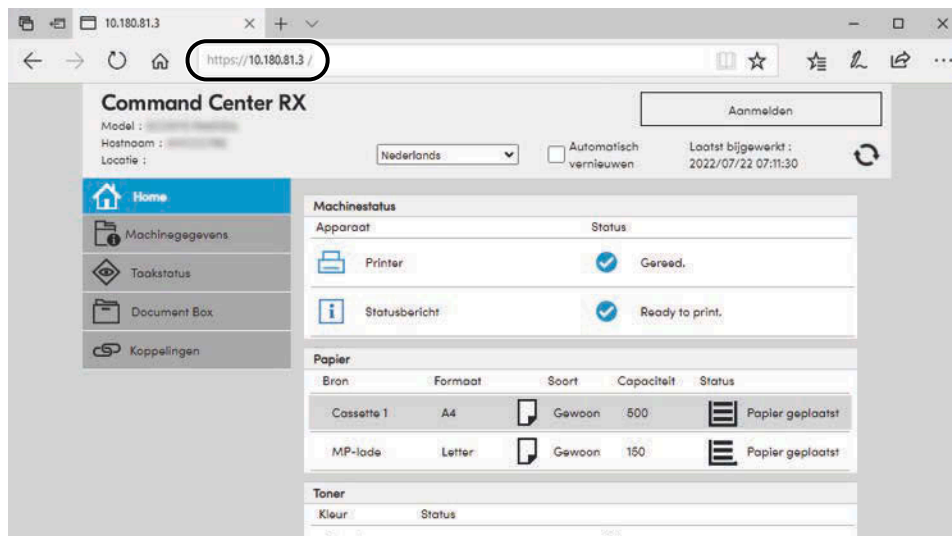 10.180.81.3
https://10.180.81.3 /
Command Center RX
Model :
Hostnaam :
Locatie :
Aanmelden
Nederlands
Automatisch
vernieuwen
Laatst bijgewerkt :
2022/07/22 07:11:30
Home
Machinegegevens
Taakstatus
Document Box
Koppelingen
Machinestatus
Apparaat Status
Printer Gereed.
Statusbericht Ready to print.
Papier
Bron Formaat Soort Capaciteit Status
Cassette 1 A4 Gewoon 500 Papier geplaatst
MP-lade Letter Gewoon 150 Papier geplaatst
Toner
Kleur Status